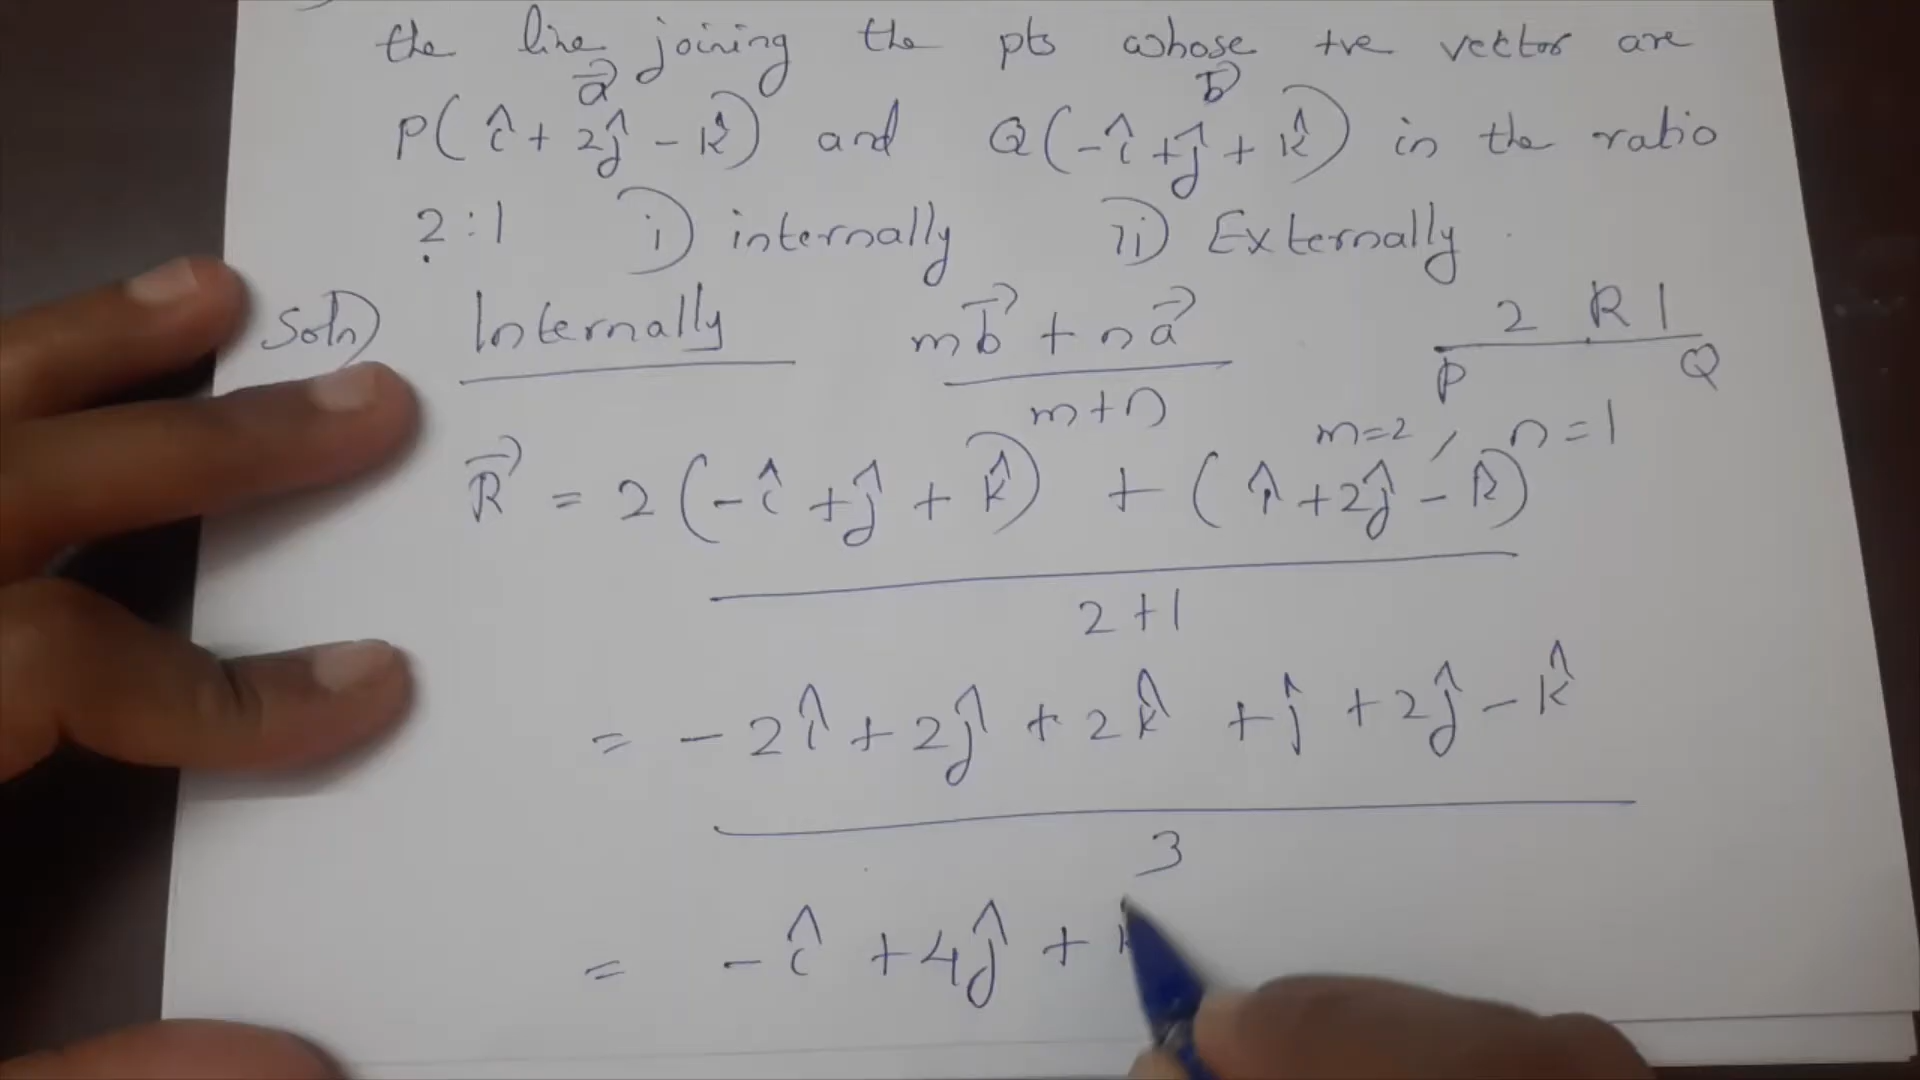 the line joining the pts whose +ve vector are
P(î + 2ĵ - k̂) a⃗ and Q(-î + ĵ + k̂) b⃗ in the ratio
2:1 i) internally ii) Externally
Soln) Internally (mb⃗ + na⃗)/(m+n) 2 R 1
P Q
m=2, n=1
R⃗ = 2(-î + ĵ + k̂) + (î + 2ĵ - k̂)
2+1
= -2î + 2ĵ + 2k̂ + ĵ + 2ĵ - k̂
3
= -î + 4ĵ +